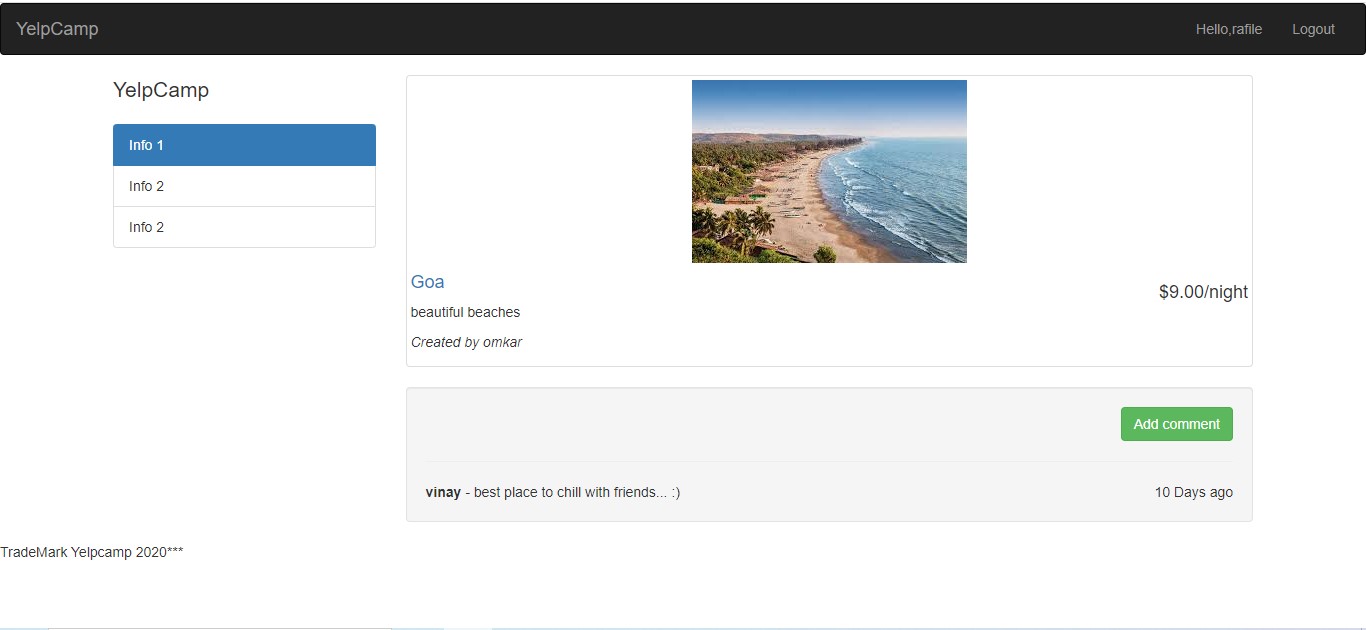 YelpCamp
Hello,rafile
Logout
YelpCamp
Info 1
Info 2
Info 2
Goa
$9.00/night
beautiful beaches
Created by omkar
Add comment
vinay - best place to chill with friends... :)
10 Days ago
TradeMark Yelpcamp 2020***